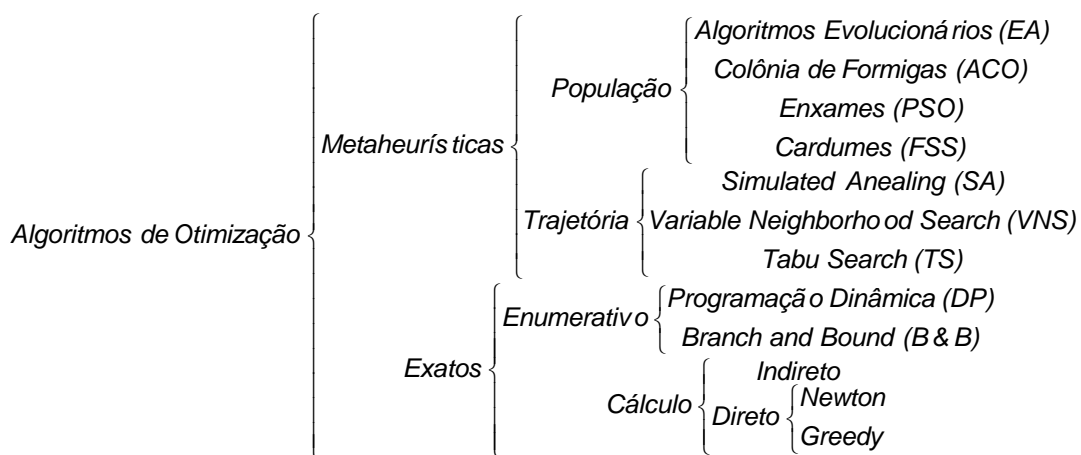 Algoritmos Evolucioná rios (EA)
Colônia de Formigas (ACO)
População
Enxames (PSO)
Cardumes (FSS)
Metaheurís ticas
Simulated Anealing (SA)
Trajetória
Variable Neighborho od Search (VNS)
Tabu Search (TS)
Algoritmos de Otimização
Programaçã o Dinâmica (DP)
Enumerativ o
Branch and Bound (B & B)
Exatos
Indireto
Cálculo
Newton
Direto
Greedy